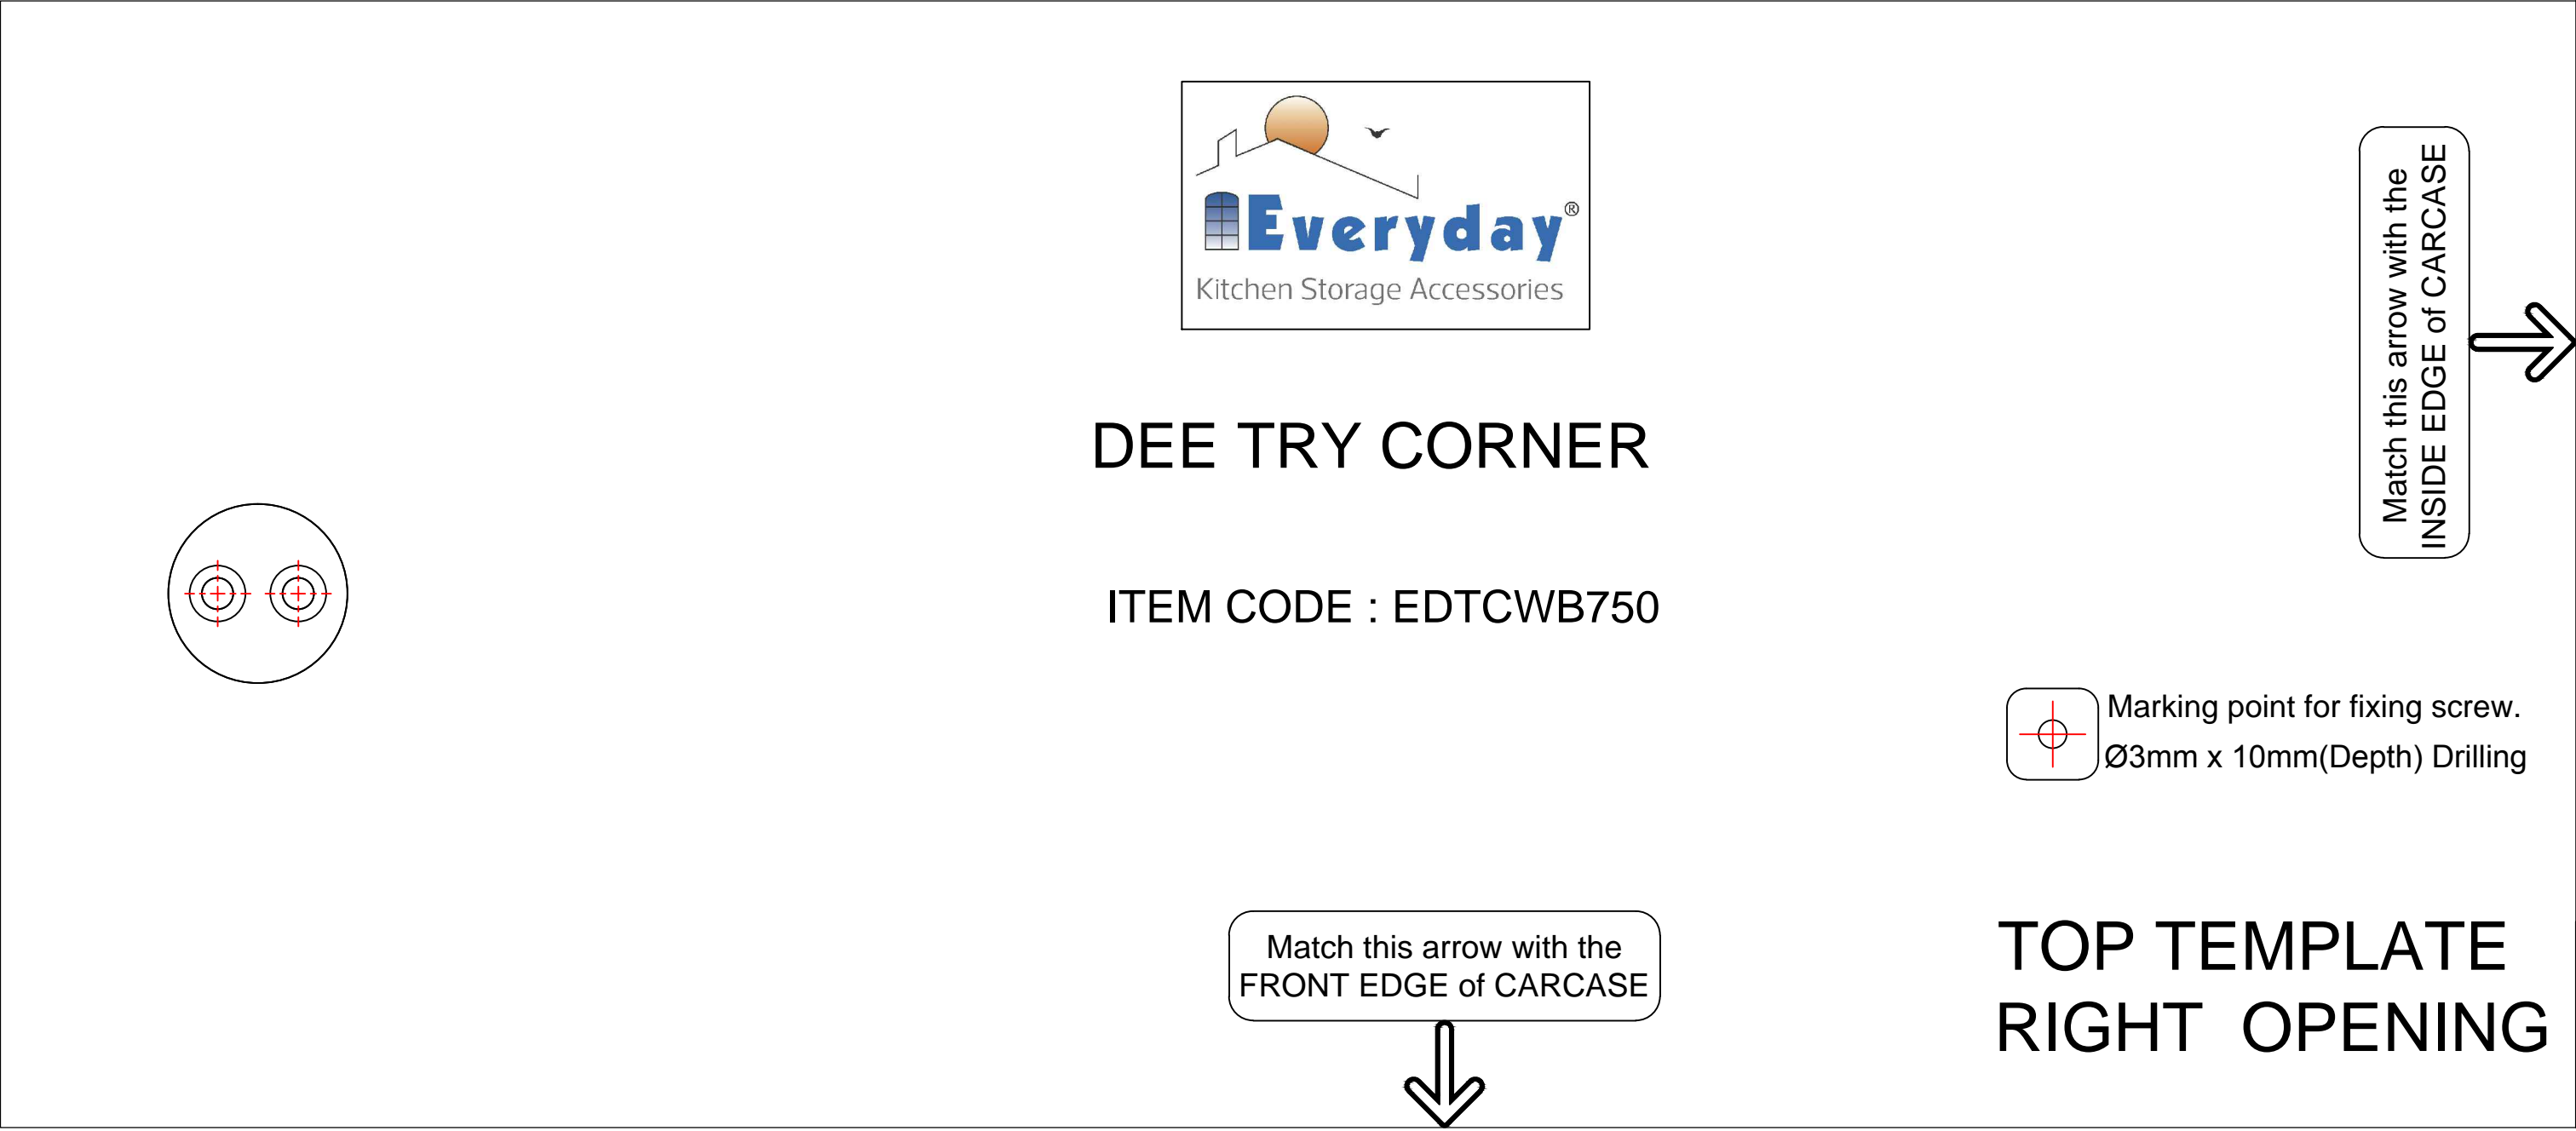 Everyday®
Kitchen Storage Accessories
DEE TRY CORNER
ITEM CODE : EDTCWB750
Match this arrow with the
INSIDE EDGE of CARCASE
Marking point for fixing screw.
Ø3mm x 10mm(Depth) Drilling
Match this arrow with the
FRONT EDGE of CARCASE
TOP TEMPLATE
RIGHT OPENING